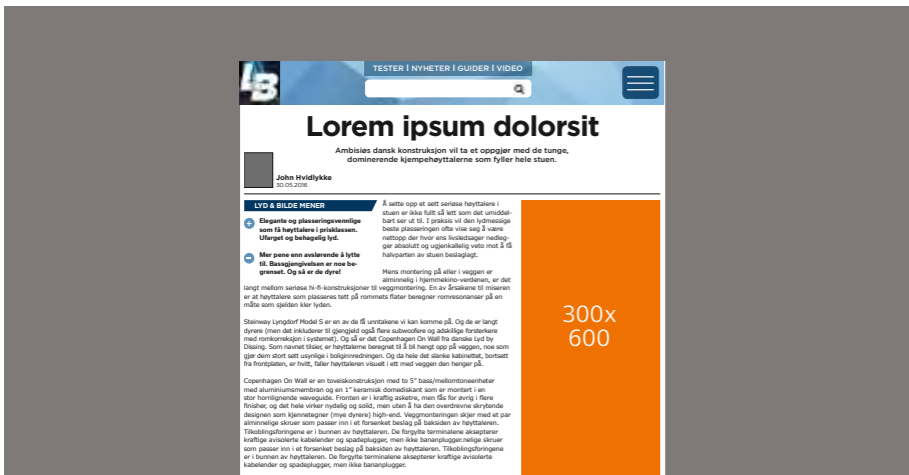 LB
TESTER | NYHETER | GUIDER | VIDEO
Lorem ipsum dolorsit
Ambisiøs dansk konstruksjon vil ta et oppgjør med de tunge,
dominerende kjempehøyttalerne som fyller hele stuen.
John Hvidlykke
30.05.2016
LYD & BILDE MENER
Elegante og plasseringsvennlige
som få høyttalere i prisklassen.
Ufarget og behagelig lyd.
Mer pene enn avslørende å lytte
til. Bassgjengivelsen er noe be-
grenset. Og så er de dyre!
Å sette opp et sett seriøse høyttalere i
stuen er ikke fullt så lett som det umiddel-
bart ser ut til. I praksis vil den lydmessige
beste plasseringen ofte vise seg å være
nettopp der hvor ens livsledsager nedleg-
ger absolutt og ugjenkallelig veto mot å få
halvparten av stuen beslaglagt.
Mens montering på eller i veggen er
alminnelig i hjemmekino-verdenen, er det
langt mellom seriøse hi-fi-konstruksjoner til veggmontering. En av årsakene til miseren
er at høyttalere som plasseres tett på rommets flater beregner romresonanser på en
måte som sjelden kler lyden.
Steinway Lyngdorf Model S er en av de få unntakene vi kan komme på. Og de er langt
dyrere (men det inkluderer til gjengjeld også flere subwoofere og adskillige forsterkere
med romkorreksjon i systemet). Og så er det Copenhagen On Wall fra danske Lyd by
Dissing. Som navnet tilsier, er høyttalerne beregnet til å bli hengt opp på veggen, noe som
gjør dem stort sett usynlige i boliginnredningen. Og da hele det slanke kabinettet, bortsett
fra frontplaten, er hvitt, faller høyttaleren visuelt i ett med veggen den henger på.
Copenhagen On Wall er en toveiskonstruksjon med to 5" bass/mellomtoneenheter
med aluminiumsmembran og en 1" keramisk domediskant som er montert i en
stor hornlignende waveguide. Fronten er i kraftig asketre, men fås for øvrig i flere
finisher, og det hele virker nydelig og solid, men uten å ha den overdrevne skrytende
designen som kjennetegner (mye dyrere) high-end. Veggmonteringen skjer med et par
alminnelige skruer som passer inn i et forsenket beslag på baksiden av høyttaleren.
Tilkoblingsforingene er i bunnen av høyttaleren. De forgylte terminalene aksepterer
kraftige avisolerte kabelender og spadeplugger, men ikke bananplugger.nelige skruer
som passer inn i et forsenket beslag på baksiden av høyttaleren. Tilkoblingsforingene
er i bunnen av høyttaleren. De forgylte terminalene aksepterer kraftige avisolerte
kabelender og spadeplugger, men ikke bananplugger.
300x
600